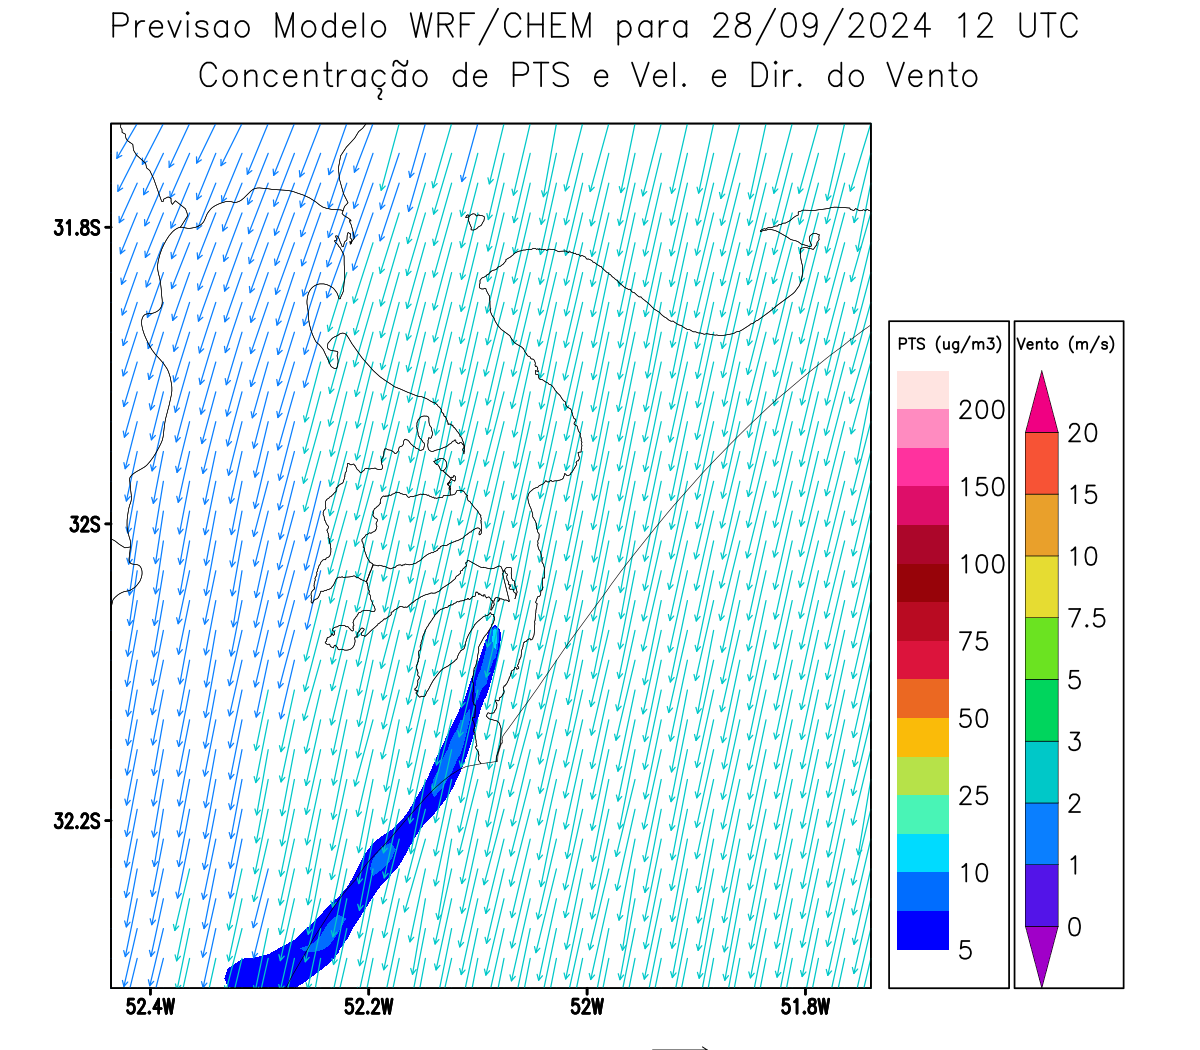 Previsao Modelo WRF/CHEM para 28/09/2024 12 UTC
Concentração de PTS e Vel. e Dir. do Vento
31.8S
32S
32.2S
52.4W
52.2W
52W
51.8W
PTS (ug/m3)
200
150
100
75
50
25
10
5
Vento (m/s)
20
15
10
7.5
5
3
2
1
0